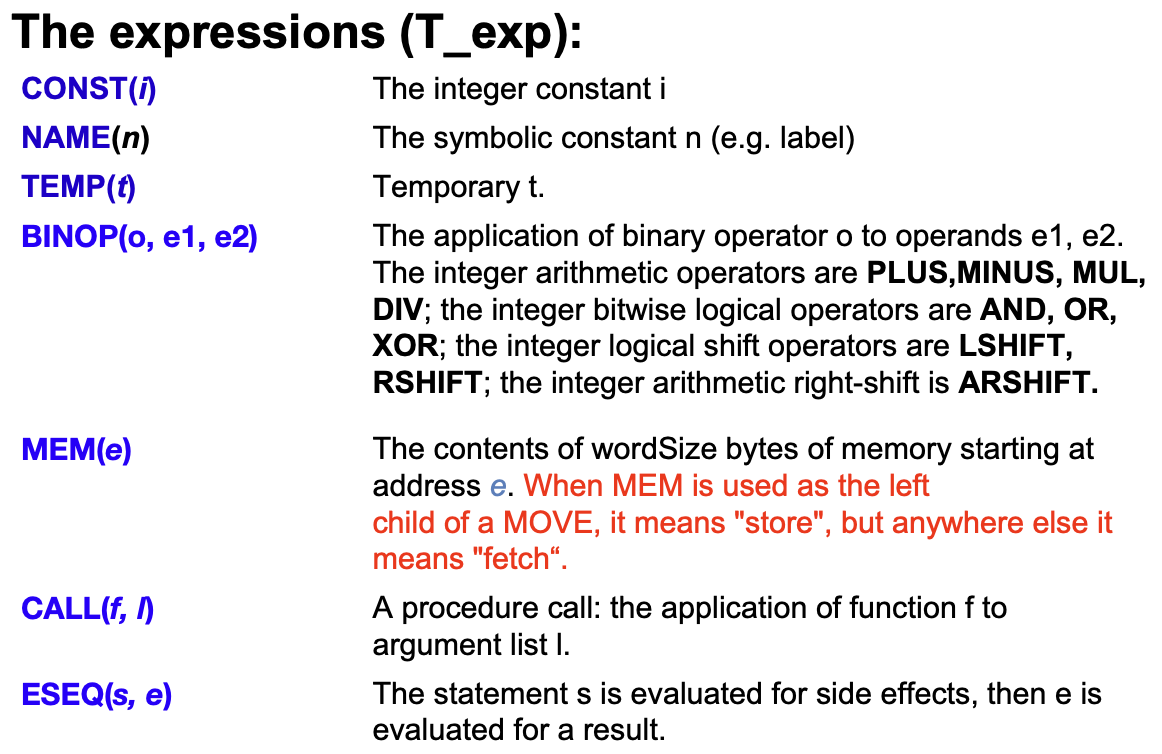 The expressions (T_exp):
CONST(i) The integer constant i
NAME(n) The symbolic constant n (e.g. label)
TEMP(t) Temporary t.
BINOP(o, e1, e2) The application of binary operator o to operands e1, e2.
The integer arithmetic operators are PLUS,MINUS, MUL,
DIV; the integer bitwise logical operators are AND, OR,
XOR; the integer logical shift operators are LSHIFT,
RSHIFT; the integer arithmetic right-shift is ARSHIFT.
MEM(e) The contents of wordSize bytes of memory starting at
address e. When MEM is used as the left
child of a MOVE, it means "store", but anywhere else it
means "fetch“.
CALL(f, l) A procedure call: the application of function f to
argument list l.
ESEQ(s, e) The statement s is evaluated for side effects, then e is
evaluated for a result.